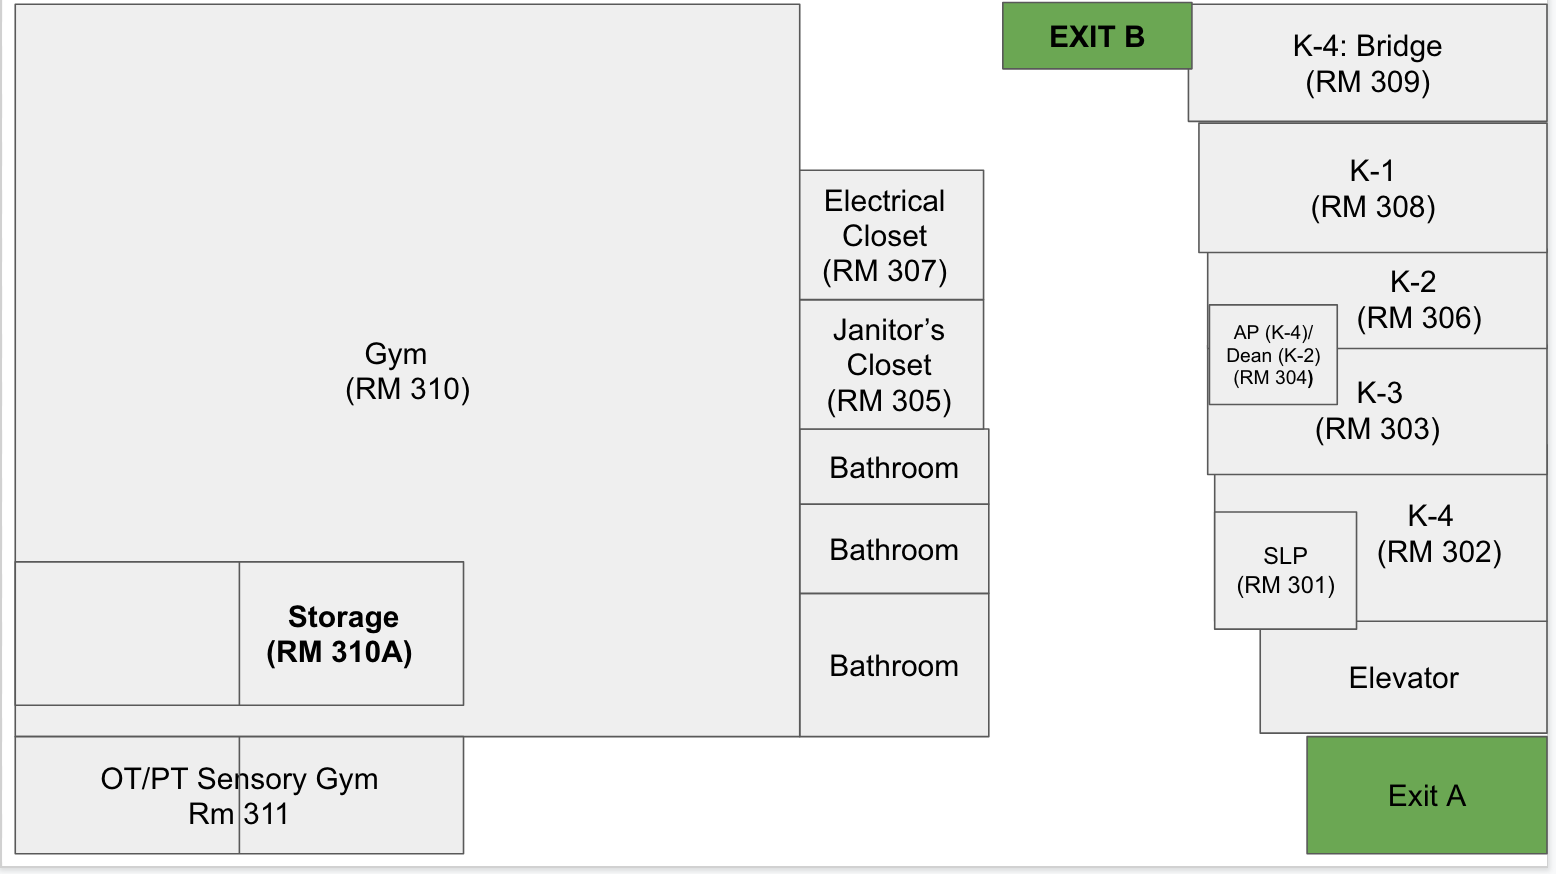 EXIT B
K-4: Bridge
(RM 309)
K-1
(RM 308)
Electrical
Closet
(RM 307)
K-2
(RM 306)
AP (K-4)/
Dean (K-2)
(RM 304)
Janitor’s
Closet
(RM 305)
Gym
(RM 310)
K-3
(RM 303)
Bathroom
Bathroom
K-4
(RM 302)
SLP
(RM 301)
Storage
(RM 310A)
Bathroom
Elevator
OT/PT Sensory Gym
Rm 311
Exit A